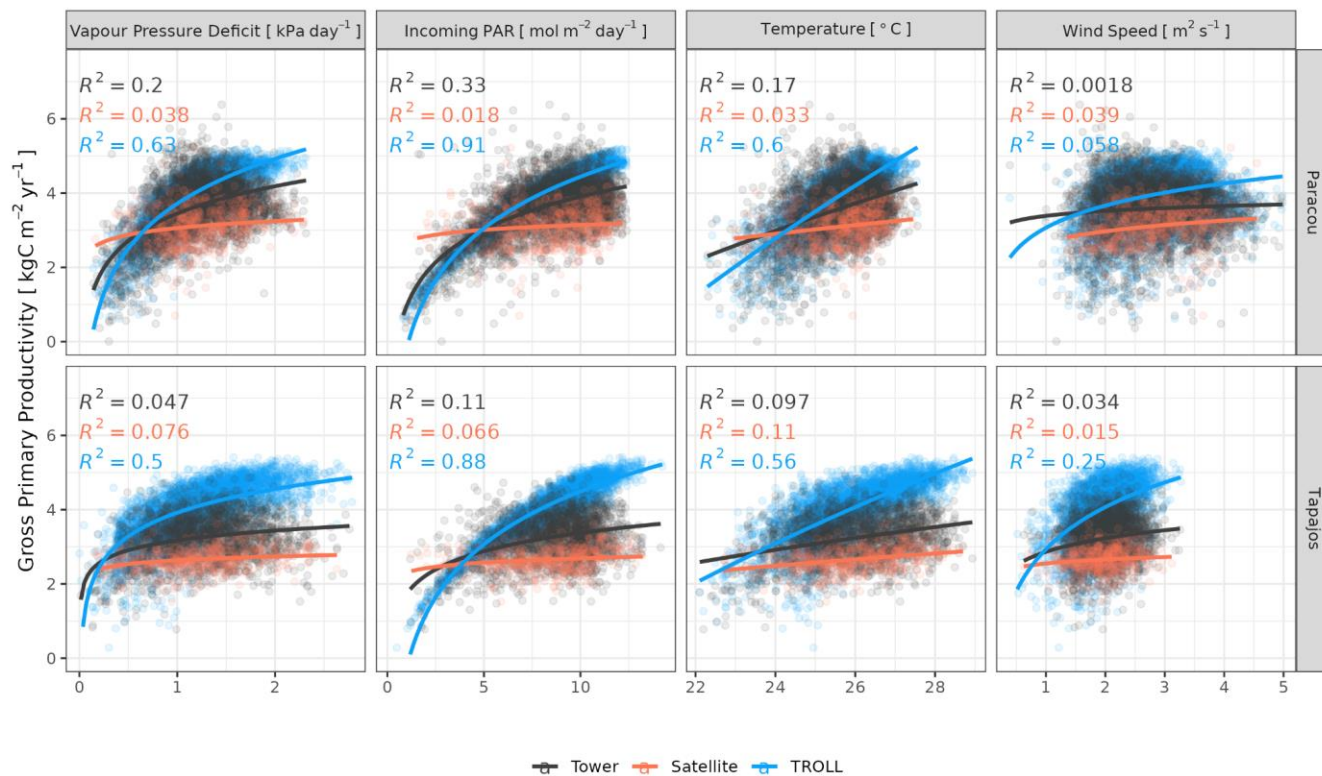 Vapour Pressure Deficit [ kPa day⁻¹ ]
Incoming PAR [ mol m⁻² day⁻¹ ]
Temperature [ °C ]
Wind Speed [ m² s⁻¹ ]
Gross Primary Productivity [ kgC m⁻² yr⁻¹ ]
R² = 0.2
R² = 0.038
R² = 0.63
R² = 0.33
R² = 0.018
R² = 0.91
R² = 0.17
R² = 0.033
R² = 0.6
R² = 0.0018
R² = 0.039
R² = 0.058
Paracou
6
4
2
0
R² = 0.047
R² = 0.076
R² = 0.5
R² = 0.11
R² = 0.066
R² = 0.88
R² = 0.097
R² = 0.11
R² = 0.56
R² = 0.034
R² = 0.015
R² = 0.25
Tapajos
6
4
2
0
0 1 2
0 5 10
22 24 26 28
1 2 3 4 5
a Tower a Satellite a TROLL